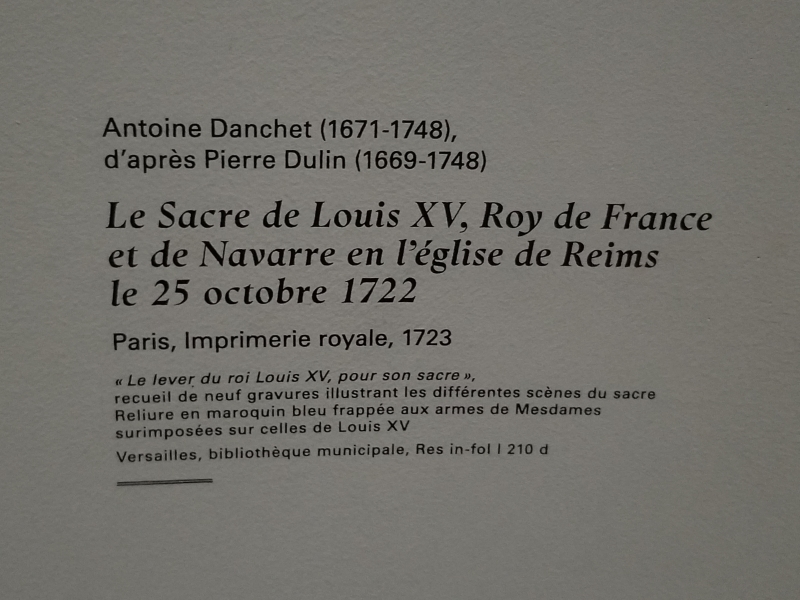 Antoine Danchet (1671-1748),
d'après Pierre Dulin (1669-1748)
Le Sacre de Louis XV, Roy de France
et de Navarre en l'église de Reims
le 25 octobre 1722
Paris, Imprimerie royale, 1723
« Le lever du roi Louis XV, pour son sacre »,
recueil de neuf gravures illustrant les différentes scènes du sacre
Reliure en maroquin bleu frappée aux armes de Mesdames
surimposées sur celles de Louis XV
Versailles, bibliothèque municipale, Res in-fol I 210 d